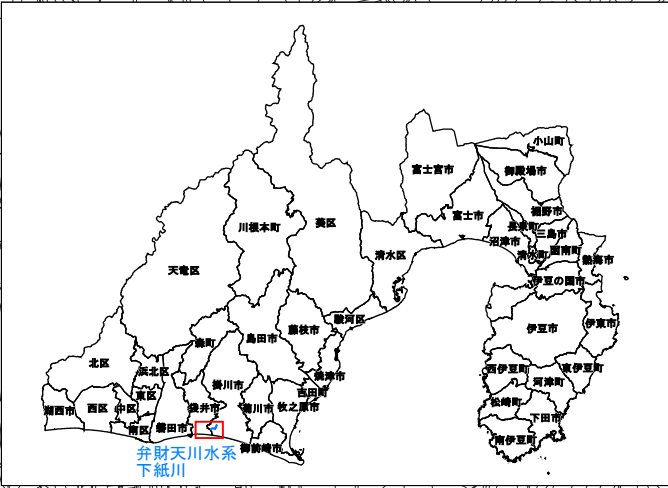 小山町
御殿場市
富士宮市
裾野市
富士市
長泉町
三島市
沼津市
函南町
清水町
熱海市
伊豆の国市
葵区
川根本町
清水区
天竜区
駿河区
伊豆市
伊東市
藤枝市
島田市
森町
北区
浜北区
焼津市
西伊豆町
東伊豆町
河津町
掛川市
吉田町
東区
湖西市
西区
中区
袋井市
菊川市
牧之原市
松崎町
下田市
南区
磐田市
御前崎市
南伊豆町
弁財天川水系
下紙川